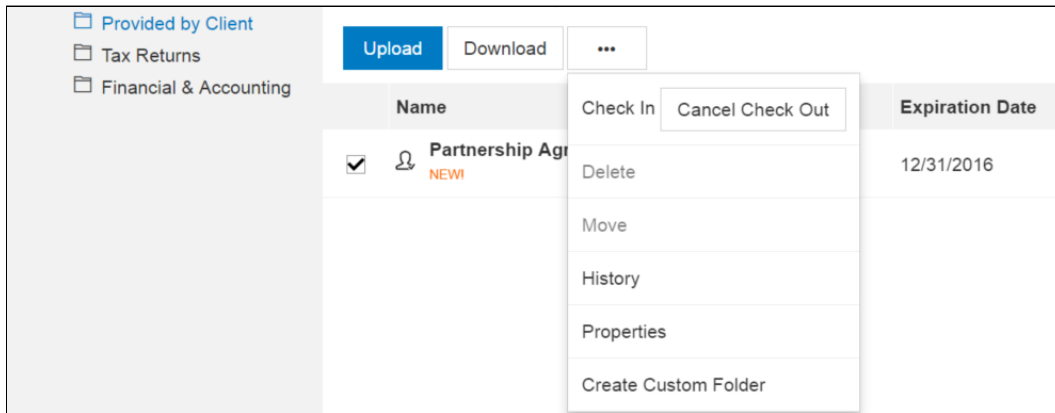 Provided by Client
Tax Returns
Financial & Accounting
Upload Download •••
Name Expiration Date
Check In Cancel Check Out
Partnership Agr
NEW!
12/31/2016
Delete
Move
History
Properties
Create Custom Folder